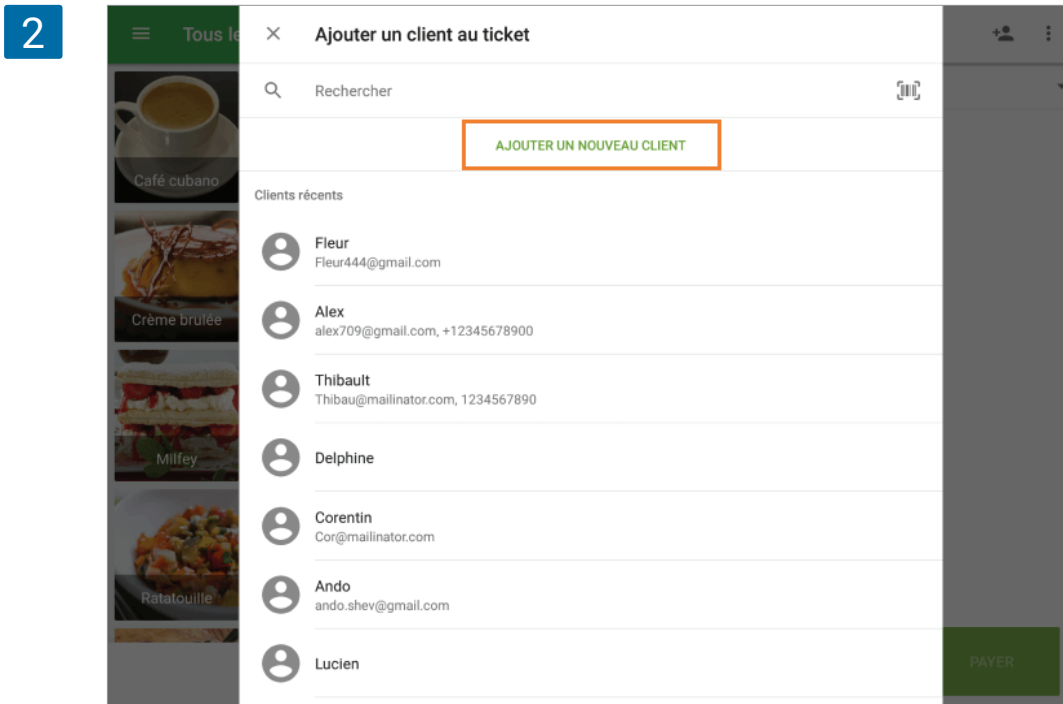 2
Tous le
Ajouter un client au ticket
Rechercher
AJOUTER UN NOUVEAU CLIENT
Café cubano
Clients récents
Fleur
Fleur444@gmail.com
Crème brulée
Alex
alex709@gmail.com, +12345678900
Thibault
Thibau@mailinator.com, 1234567890
Milfey
Delphine
Corentin
Cor@mailinator.com
Ratatouille
Ando
ando.shev@gmail.com
Lucien
PAYER